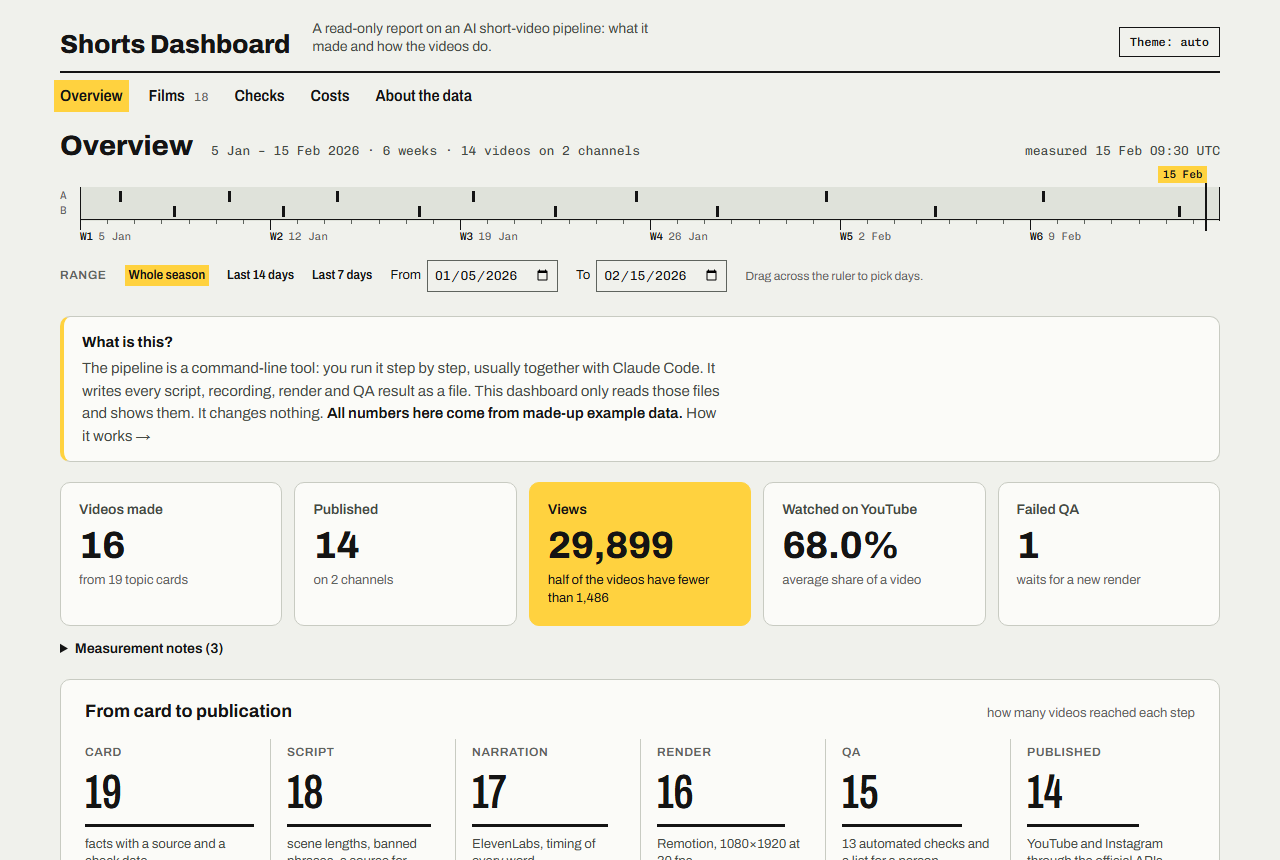 Shorts Dashboard
A read-only report on an AI short-video pipeline: what it
made and how the videos do.
Theme: auto
Overview
Films 18
Checks
Costs
About the data
Overview
5 Jan – 15 Feb 2026 · 6 weeks · 14 videos on 2 channels
measured 15 Feb 09:30 UTC
15 Feb
A
B
W1 5 Jan
W2 12 Jan
W3 19 Jan
W4 26 Jan
W5 2 Feb
W6 9 Feb
RANGE
Whole season
Last 14 days
Last 7 days
From 01/05/2026
To 02/15/2026
Drag across the ruler to pick days.
What is this?
The pipeline is a command-line tool: you run it step by step, usually together with Claude Code. It
writes every script, recording, render and QA result as a file. This dashboard only reads those files
and shows them. It changes nothing. All numbers here come from made-up example data. How
it works →
Videos made
16
from 19 topic cards
Published
14
on 2 channels
Views
29,899
half of the videos have fewer
than 1,486
Watched on YouTube
68.0%
average share of a video
Failed QA
1
waits for a new render
Measurement notes (3)
From card to publication
how many videos reached each step
CARD
19
facts with a source and a
SCRIPT
18
scene lengths, banned
NARRATION
17
ElevenLabs, timing of
RENDER
16
Remotion, 1080×1920 at
QA
15
13 automated checks and
PUBLISHED
14
YouTube and Instagram